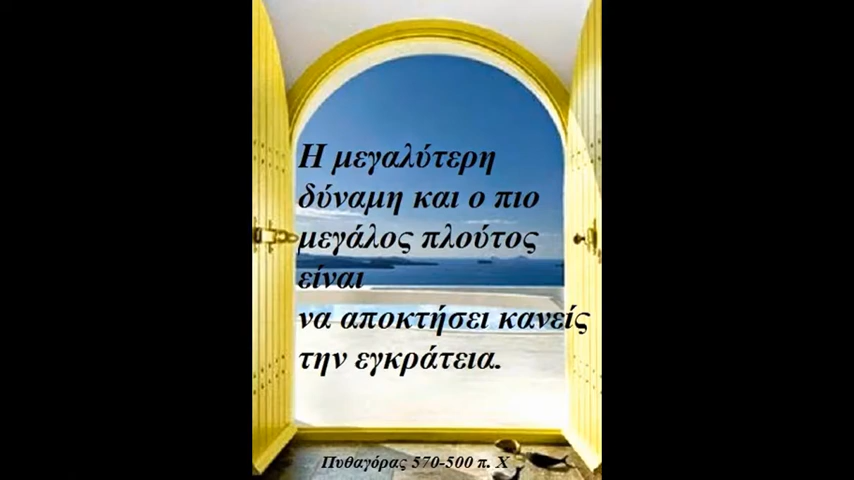 Η μεγαλύτερη
δύναμη και ο πιο
μεγάλος πλούτος
είναι
να αποκτήσει κανείς
την εγκράτεια.
Πυθαγόρας 570-500 π. Χ